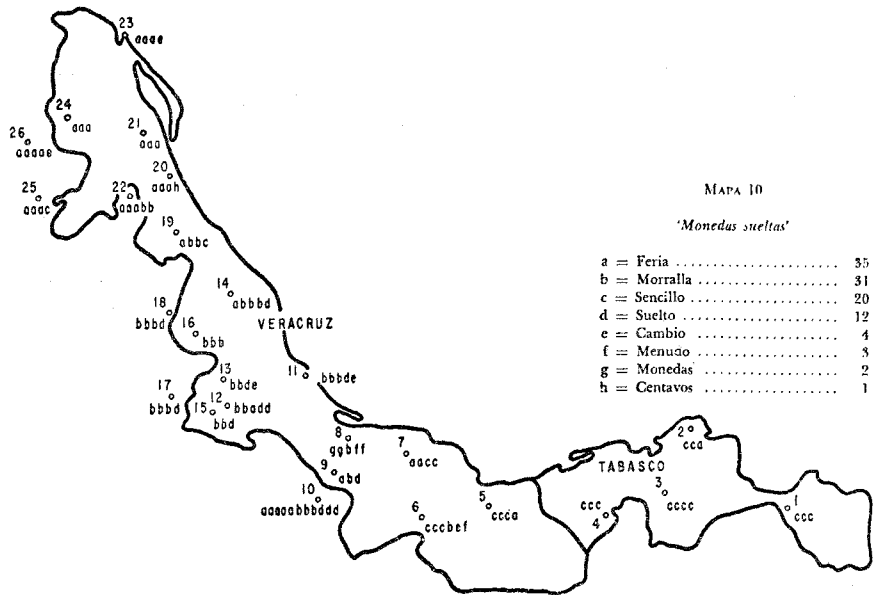 23
aaae
24
aaa
26
aaaae
21
aaa
20
aaah
25
aaac
22
aaabb
19
abbc
14
abbbd
18
bbbd
VERACRUZ
16
bbb
13
bbde
11
bbbde
17
bbbd
12
bbadd
15
bbd
8
ggbff
7
aacc
9
abd
10
aaaaabbbddd
6
cccbef
5
ccca
TABASCO
2
cca
3
cccc
ccc
4
1
ccc
MAPA 10
'Monedas sueltas'
a = Feria .................... 35
b = Morralla .................... 31
c = Sencillo .................... 20
d = Suelto .................... 12
e = Cambio .................... 4
f = Menudo .................... 3
g = Monedas .................... 2
h = Centavos .................... 1